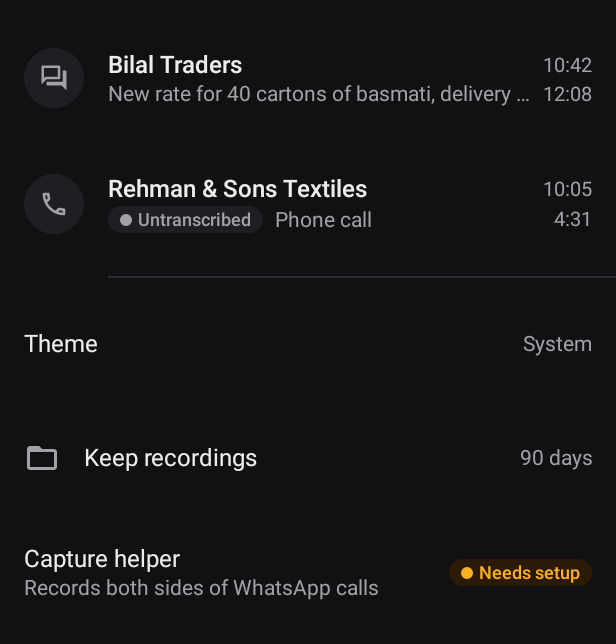 Bilal Traders 10:42
New rate for 40 cartons of basmati, delivery ... 12:08
Rehman & Sons Textiles 10:05
Untranscribed Phone call 4:31
Theme System
Keep recordings 90 days
Capture helper
Records both sides of WhatsApp calls Needs setup